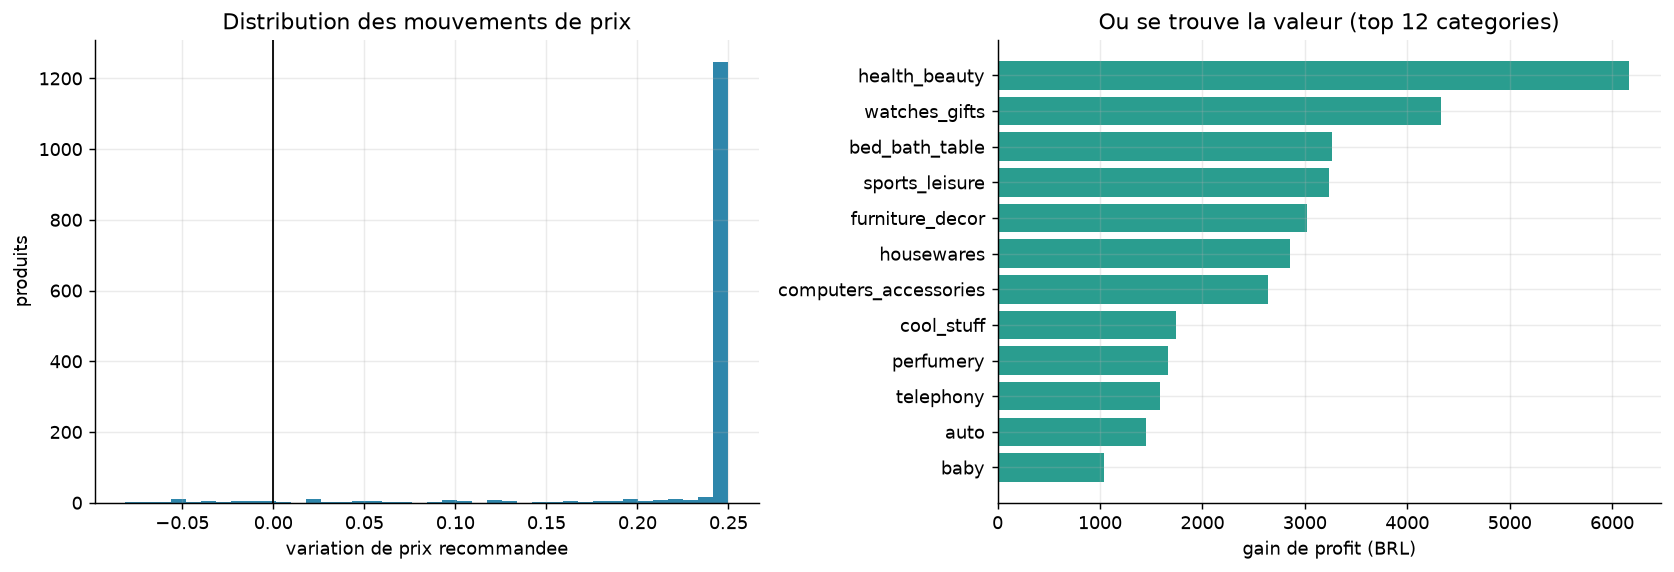 Distribution des mouvements de prix
1200
1000
800
600
400
200
0
produits
−0.05
0.00
0.05
0.10
0.15
0.20
0.25
variation de prix recommandee
Ou se trouve la valeur (top 12 categories)
health_beauty
watches_gifts
bed_bath_table
sports_leisure
furniture_decor
housewares
computers_accessories
cool_stuff
perfumery
telephony
auto
baby
0
1000
2000
3000
4000
5000
6000
gain de profit (BRL)